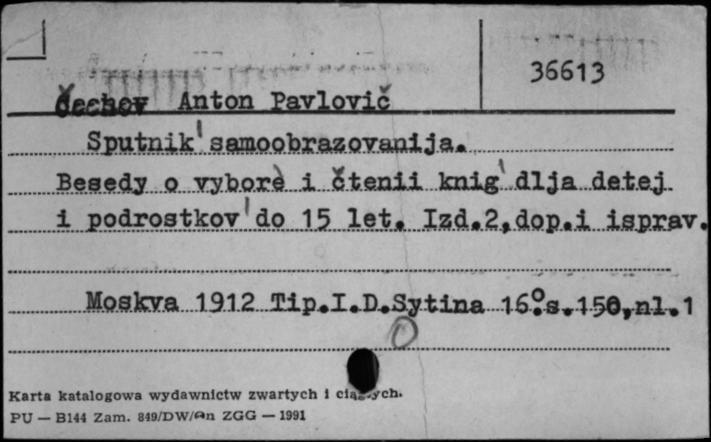 36613
Čechov Anton Pavlovič
Sputnik' samoobrazovanija.
Besedy o vyborě i čtenii knig' dlja detej
i podrostkov' do 15 let. Izd.2,dop.i isprav.
Moskva 1912 Tip.I.D.Sytina 16°.s.150,nl.1
Karta katalogowa wydawnictw zwartych i ciągłych.
PU — B144 Zam. 849/DW/ ZGG — 1991